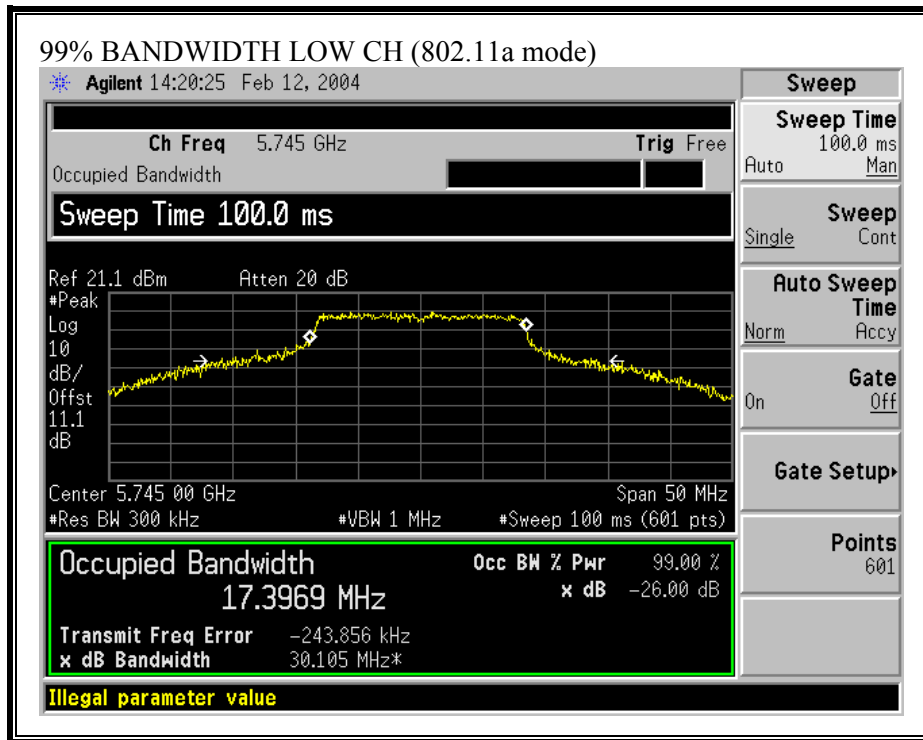 99% BANDWIDTH LOW CH (802.11a mode)
Agilent 14:20:25 Feb 12, 2004
Sweep
Ch Freq 5.745 GHz Trig Free
Occupied Bandwidth
Sweep Time 100.0 ms
Ref 21.1 dBm Atten 20 dB
#Peak
Log
10
dB/
Offst
11.1
dB
Center 5.745 00 GHz Span 50 MHz
#Res BW 300 kHz #VBW 1 MHz #Sweep 100 ms (601 pts)
Occupied Bandwidth Occ BW % Pwr 99.00 %
17.3969 MHz x dB -26.00 dB
Transmit Freq Error -243.856 kHz
x dB Bandwidth 30.105 MHz*
Illegal parameter value
Sweep Time
100.0 ms
Auto Man
Sweep
Single Cont
Auto Sweep
Time
Norm Accy
Gate
On Off
Gate Setup
Points
601